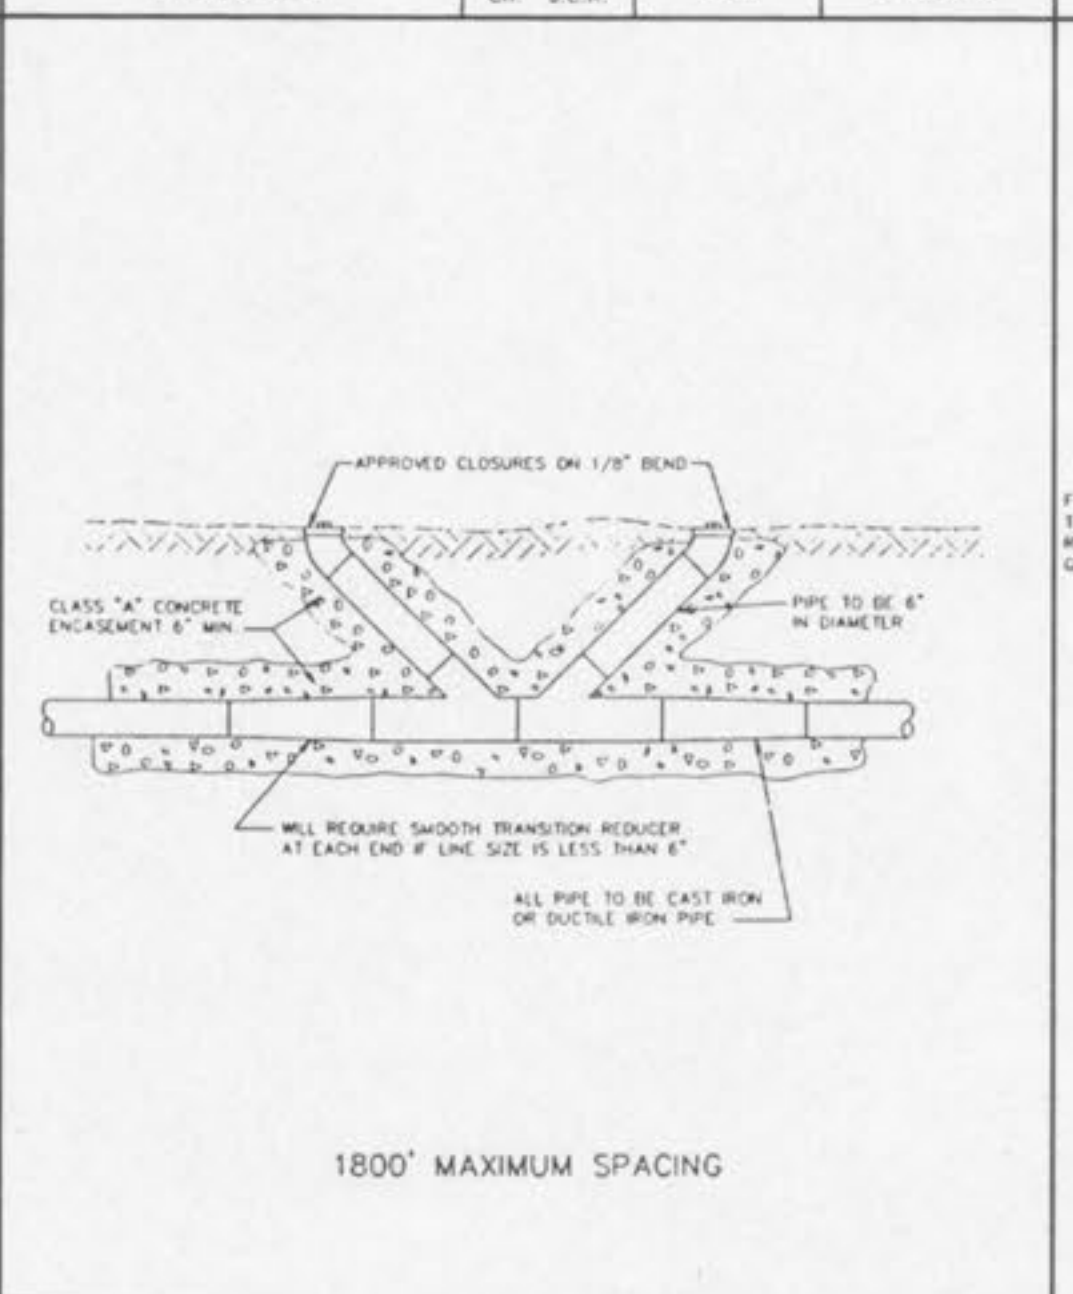 APPROVED CLOSURES ON 1/8" BEND
CLASS "A" CONCRETE
ENCASEMENT 6" MIN.
PIPE TO BE 6"
IN DIAMETER
WILL REQUIRE SMOOTH TRANSITION REDUCER
AT EACH END IF LINE SIZE IS LESS THAN 6"
ALL PIPE TO BE CAST IRON
OR DUCTILE IRON PIPE
1800' MAXIMUM SPACING